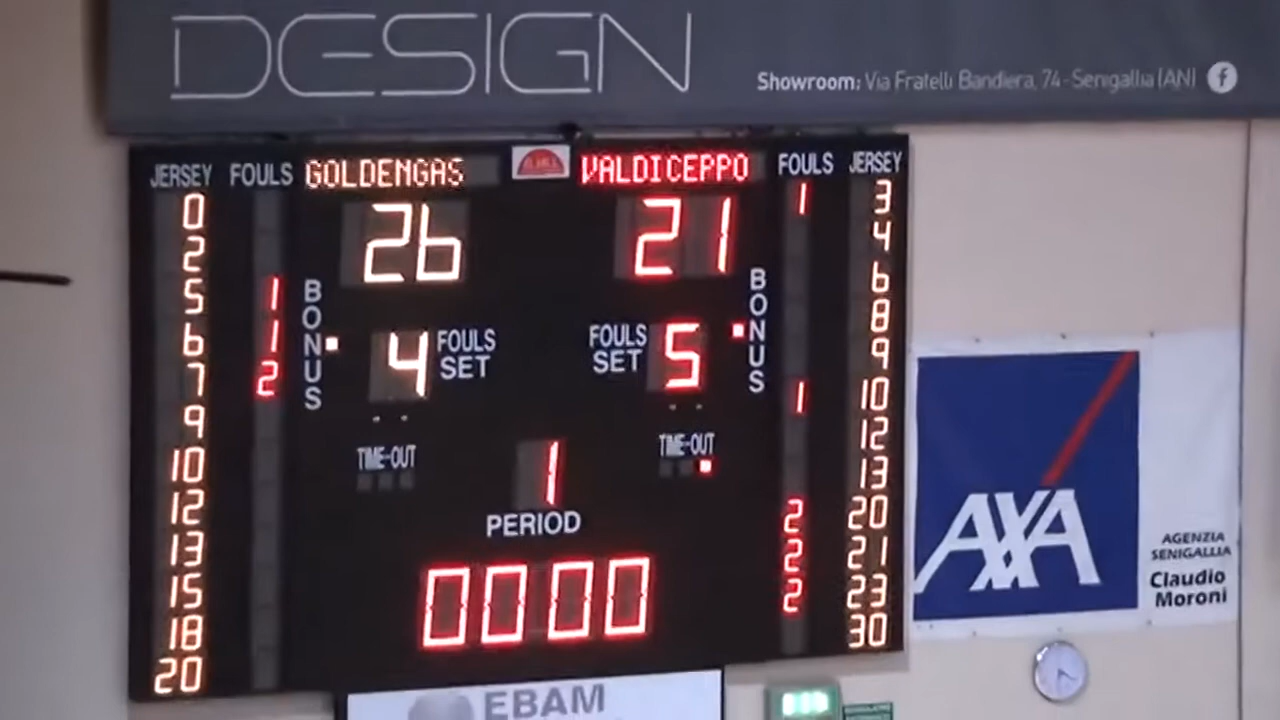 DESIGN
Showroom: Via Fratelli Bandiera, 74 - Senigallia (AN)
f
JERSEY FOULS GOLDENGAS VALDICEPPO FOULS JERSEY
0 26 21 1 3
2 4
5 1 BONUS BONUS 6
6 1 4 FOULS SET FOULS SET 5 8
7 2 9
9 1 10
10 TIME-OUT 1 TIME-OUT 12
12 PERIOD 13
13 2 20
15 00 00 2 21
18 2 23
20 30
AXA
AGENZIA
SENIGALLIA
Claudio
Moroni
EBAM